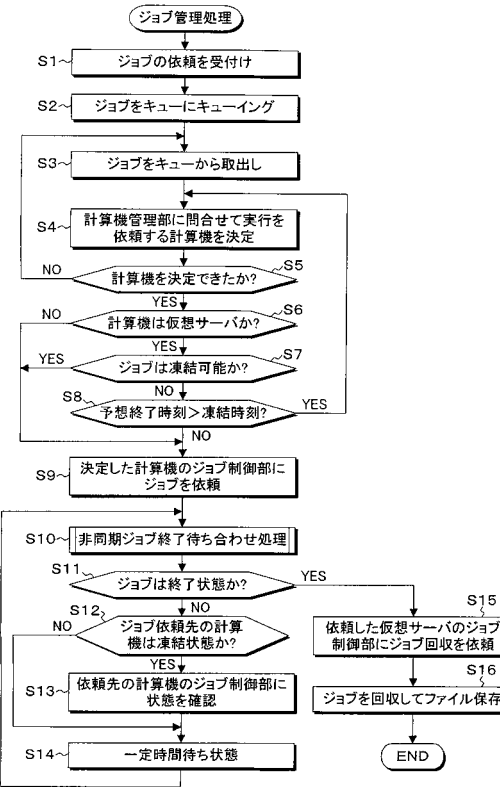 ジョブ管理処理
S1
ジョブの依頼を受付け
S2
ジョブをキューにキューイング
S3
ジョブをキューから取出し
S4
計算機管理部に問合せて実行を
依頼する計算機を決定
S5
計算機を決定できたか?
NO
YES
S6
計算機は仮想サーバか?
NO
YES
S7
ジョブは凍結可能か?
YES
NO
S8
予想終了時刻>凍結時刻?
YES
NO
S9
決定した計算機のジョブ制御部に
ジョブを依頼
S10
非同期ジョブ終了待ち合わせ処理
S11
ジョブは終了状態か?
YES
NO
S12
ジョブ依頼先の計算
機は凍結状態か?
NO
YES
S13
依頼先の計算機のジョブ制御部に
状態を確認
S14
一定時間待ち状態
S15
依頼した仮想サーバのジョブ
制御部にジョブ回収を依頼
S16
ジョブを回収してファイル保存
END